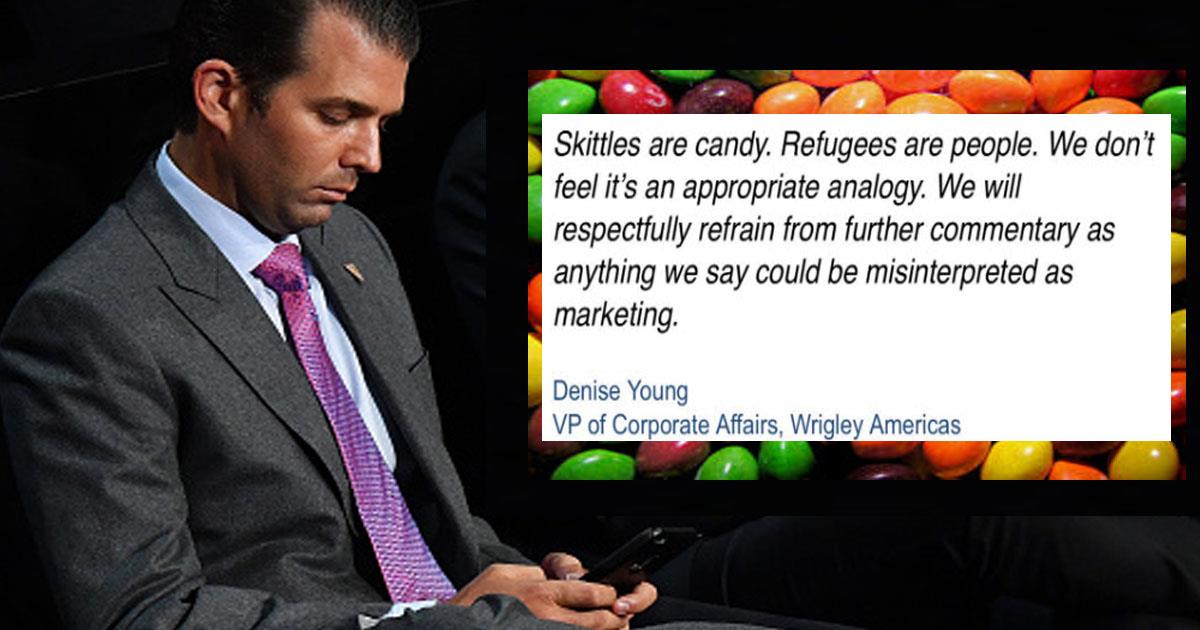 Skittles are candy. Refugees are people. We don't
feel it's an appropriate analogy. We will
respectfully refrain from further commentary as
anything we say could be misinterpreted as
marketing.
Denise Young
VP of Corporate Affairs, Wrigley Americas